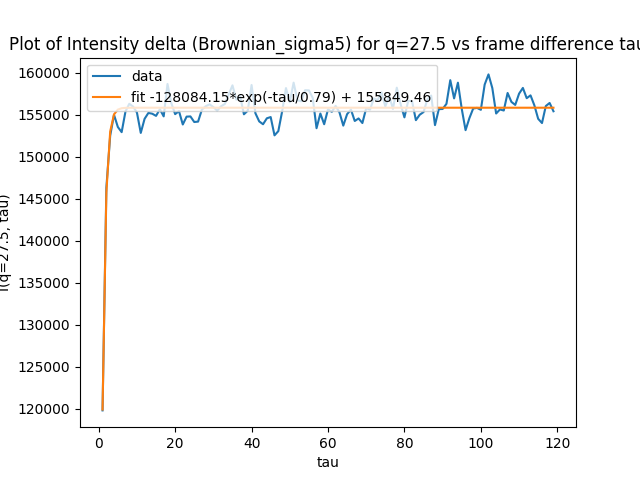 Plot of Intensity delta (Brownian_sigma5) for q=27.5 vs frame difference tau
data
fit -128084.15*exp(-tau/0.79) + 155849.46
160000
155000
150000
145000
140000
135000
130000
125000
120000
I(q=27.5, tau)
0 20 40 60 80 100 120
tau